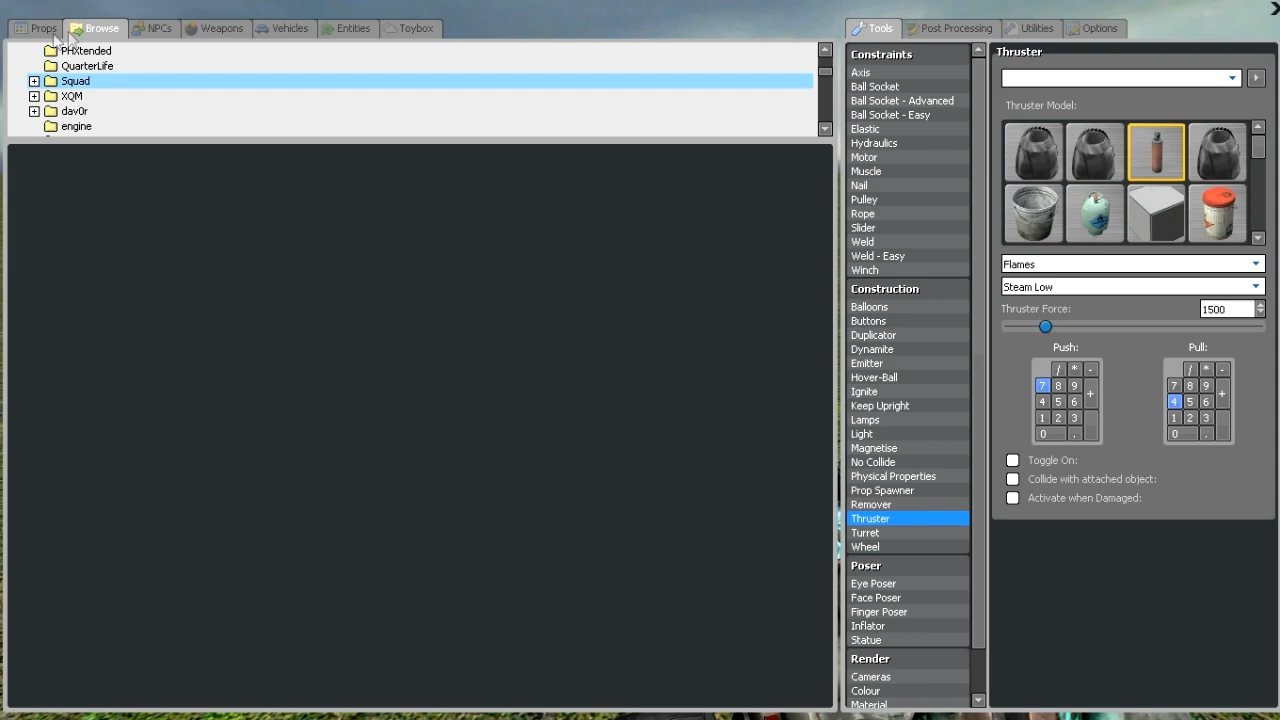 Props Browse NPCs Weapons Vehicles Entities Toybox
PHXtended
QuarterLife
Squad
XQM
dav0r
engine
Tools Post Processing Utilities Options
Constraints
Axis
Ball Socket
Ball Socket - Advanced
Ball Socket - Easy
Elastic
Hydraulics
Motor
Muscle
Nail
Pulley
Rope
Slider
Weld
Weld - Easy
Winch
Construction
Balloons
Buttons
Duplicator
Dynamite
Emitter
Hover-Ball
Ignite
Keep Upright
Lamps
Light
Magnetise
No Collide
Physical Properties
Prop Spawner
Remover
Thruster
Turret
Wheel
Poser
Eye Poser
Face Poser
Finger Poser
Inflator
Statue
Render
Cameras
Colour
Material
Thruster
Thruster Model:
Flames
Steam Low
Thruster Force: 1500
Push: Pull:
/ * - / * -
7 8 9 + 7 8 9 +
4 5 6 4 5 6
1 2 3 1 2 3
0 . 0 .
Toggle On:
Collide with attached object:
Activate when Damaged: